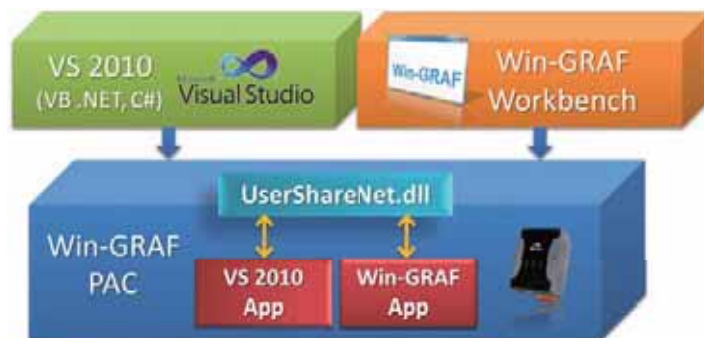 VS 2010
(VB .NET, C#)
Microsoft
Visual Studio
Win-GRAF
Win-GRAF
Workbench
UserShareNet.dll
Win-GRAF
PAC
VS 2010
App
Win-GRAF
App